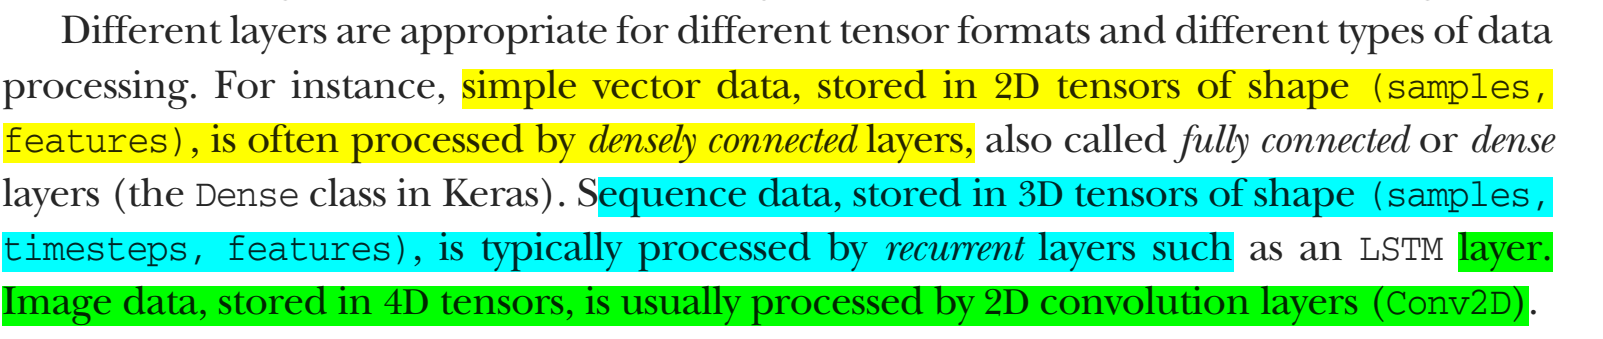 Different layers are appropriate for different tensor formats and different types of data
processing. For instance, simple vector data, stored in 2D tensors of shape (samples,
features), is often processed by densely connected layers, also called fully connected or dense
layers (the Dense class in Keras). Sequence data, stored in 3D tensors of shape (samples,
timesteps, features), is typically processed by recurrent layers such as an LSTM layer.
Image data, stored in 4D tensors, is usually processed by 2D convolution layers (Conv2D).